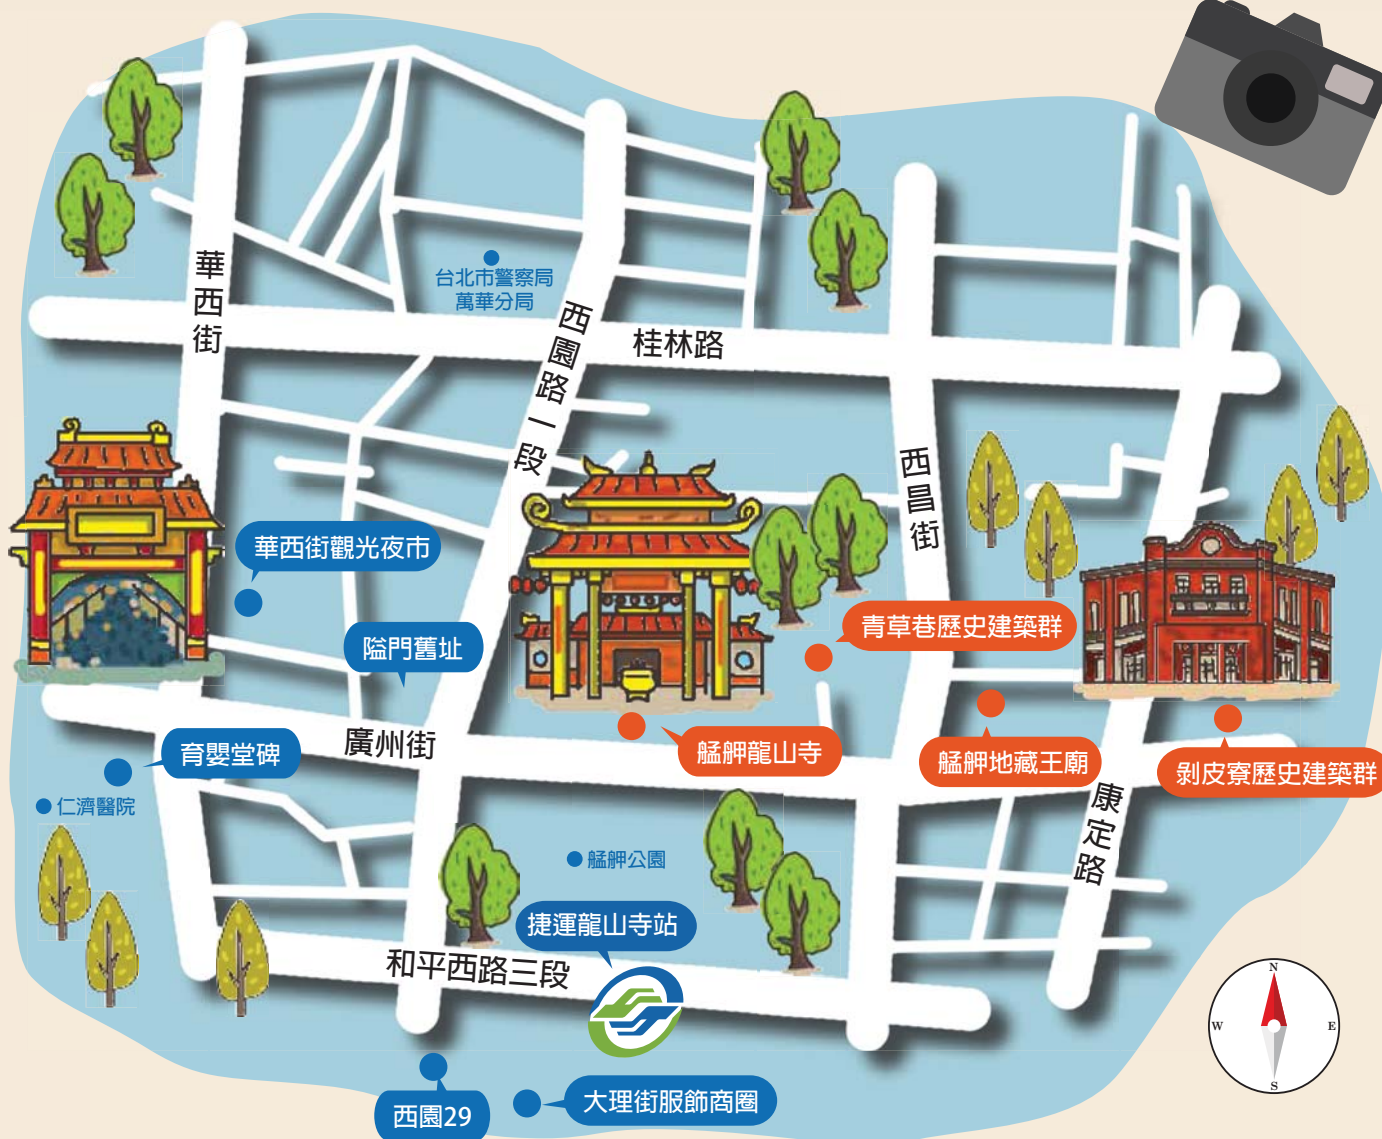 華西街
台北市警察局
萬華分局
西園路一段
桂林路
西昌街
華西街觀光夜市
隘門舊址
青草巷歷史建築群
育嬰堂碑
廣州街
艋舺龍山寺
艋舺地藏王廟
剝皮寮歷史建築群
仁濟醫院
康定路
艋舺公園
捷運龍山寺站
和平西路三段
N
W
E
S
西園29
大理街服飾商圈